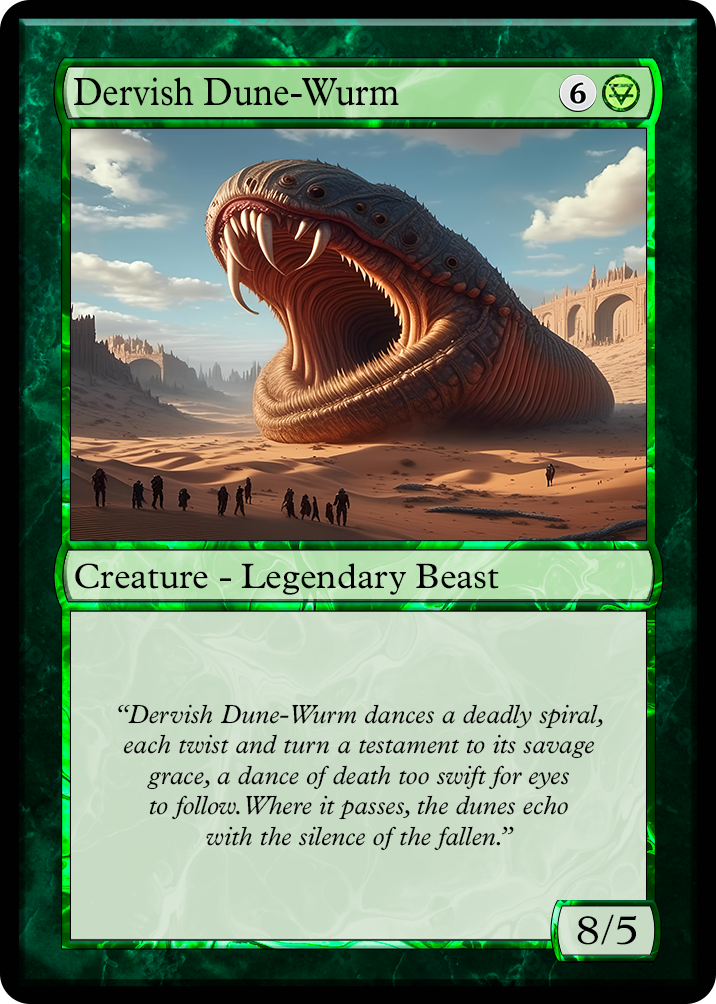 Dervish Dune-Wurm 6
Creature - Legendary Beast
“Dervish Dune-Wurm dances a deadly spiral,
each twist and turn a testament to its savage
grace, a dance of death too swift for eyes
to follow. Where it passes, the dunes echo
with the silence of the fallen.”
8/5